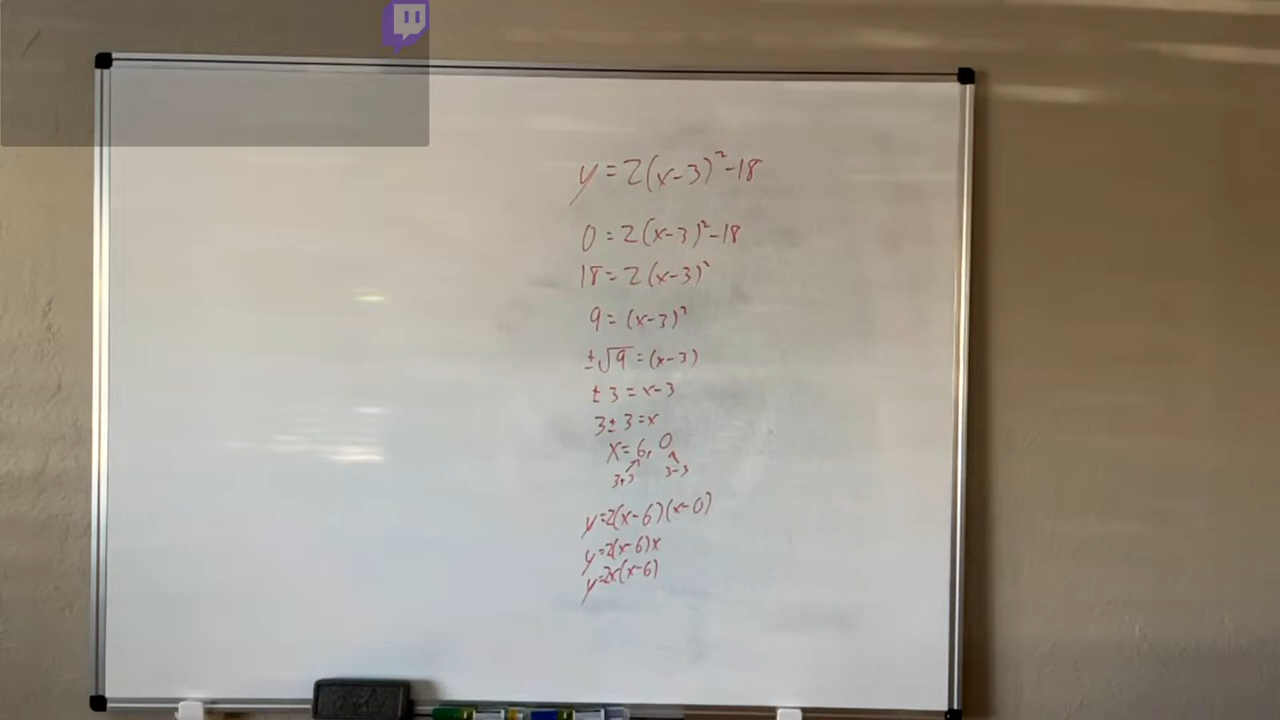 y=2(x-3)²-18
0=2(x-3)²-18
18=2(x-3)²
9=(x-3)²
±√9=(x-3)
±3=x-3
3±3=x
x=6,0
3+3 3-3
y=2(x-6)(x-0)
y=2(x-6)x
y=2x(x-6)